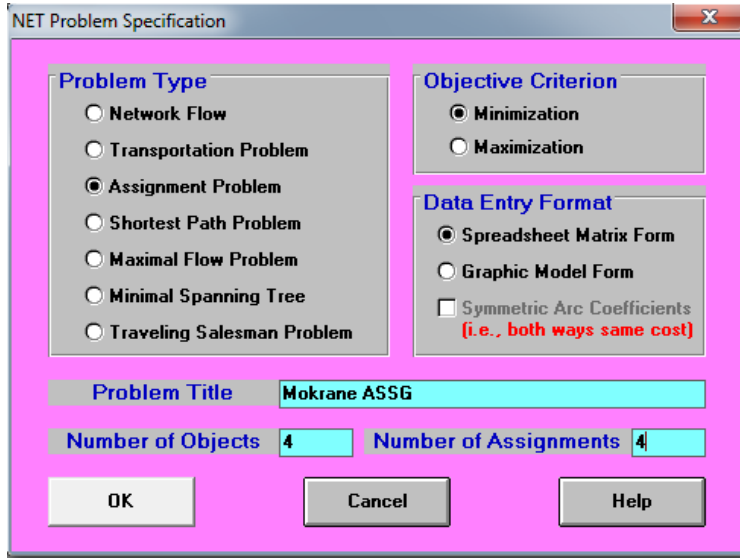 NET Problem Specification
Problem Type
Network Flow
Transportation Problem
Assignment Problem
Shortest Path Problem
Maximal Flow Problem
Minimal Spanning Tree
Traveling Salesman Problem
Objective Criterion
Minimization
Maximization
Data Entry Format
Spreadsheet Matrix Form
Graphic Model Form
Symmetric Arc Coefficients
(i.e., both ways same cost)
Problem Title Mokrane ASSG
Number of Objects 4 Number of Assignments 4
OK Cancel Help